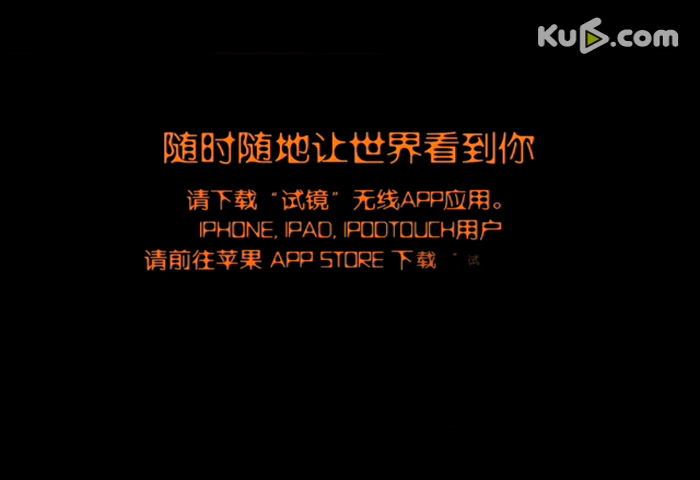 Ku6.com
随时随地让世界看到你
请下载“试镜”无线APP应用。
IPHONE, IPAD, IPODTOUCH用户
请前往苹果 APP STORE 下载 “试